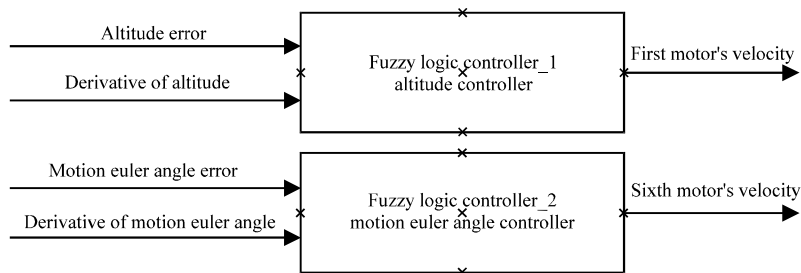 Altitude error
Derivative of altitude
Fuzzy logic controller_1
altitude controller
First motor's velocity
Motion euler angle error
Derivative of motion euler angle
Fuzzy logic controller_2
motion euler angle controller
Sixth motor's velocity